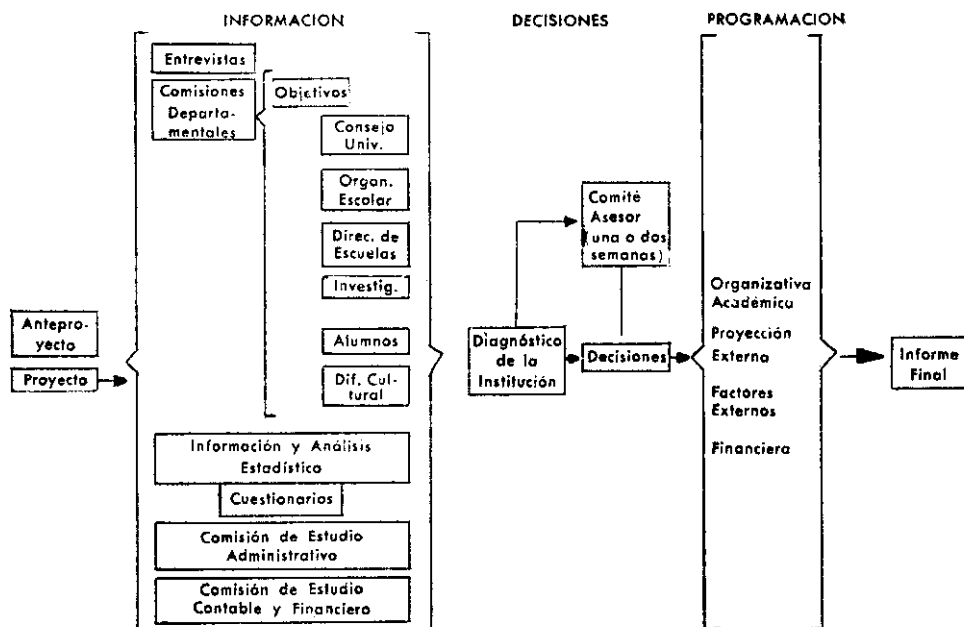 INFORMACION
DECISIONES
PROGRAMACION
Antepro-
yecto
Proyecto
Entrevistas
Comisiones
Departa-
mentales
Objetivos
Consejo
Univ.
Organ.
Escolar
Direc. de
Escuelas
Investig.
Alumnos
Dif. Cul-
tural
Información y Análisis
Estadístico
Cuestionarios
Comisión de Estudio
Administrativo
Comisión de Estudio
Contable y Financiero
Diagnóstico
de la
Institución
Comité
Asesor
(una o dos
semanas)
Decisiones
Organizativa
Académica
Proyección
Externa
Factores
Externos
Financiera
Informe
Final